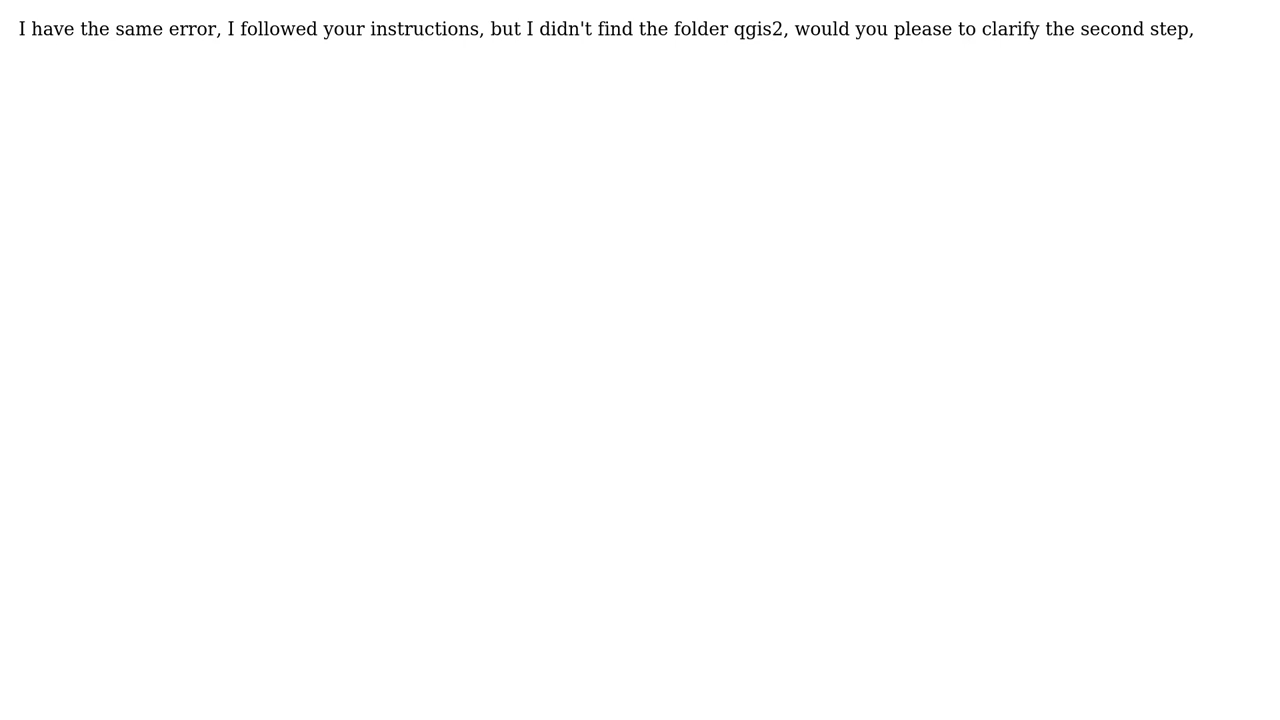 I have the same error, I followed your instructions, but I didn't find the folder qgis2, would you please to clarify the second step,